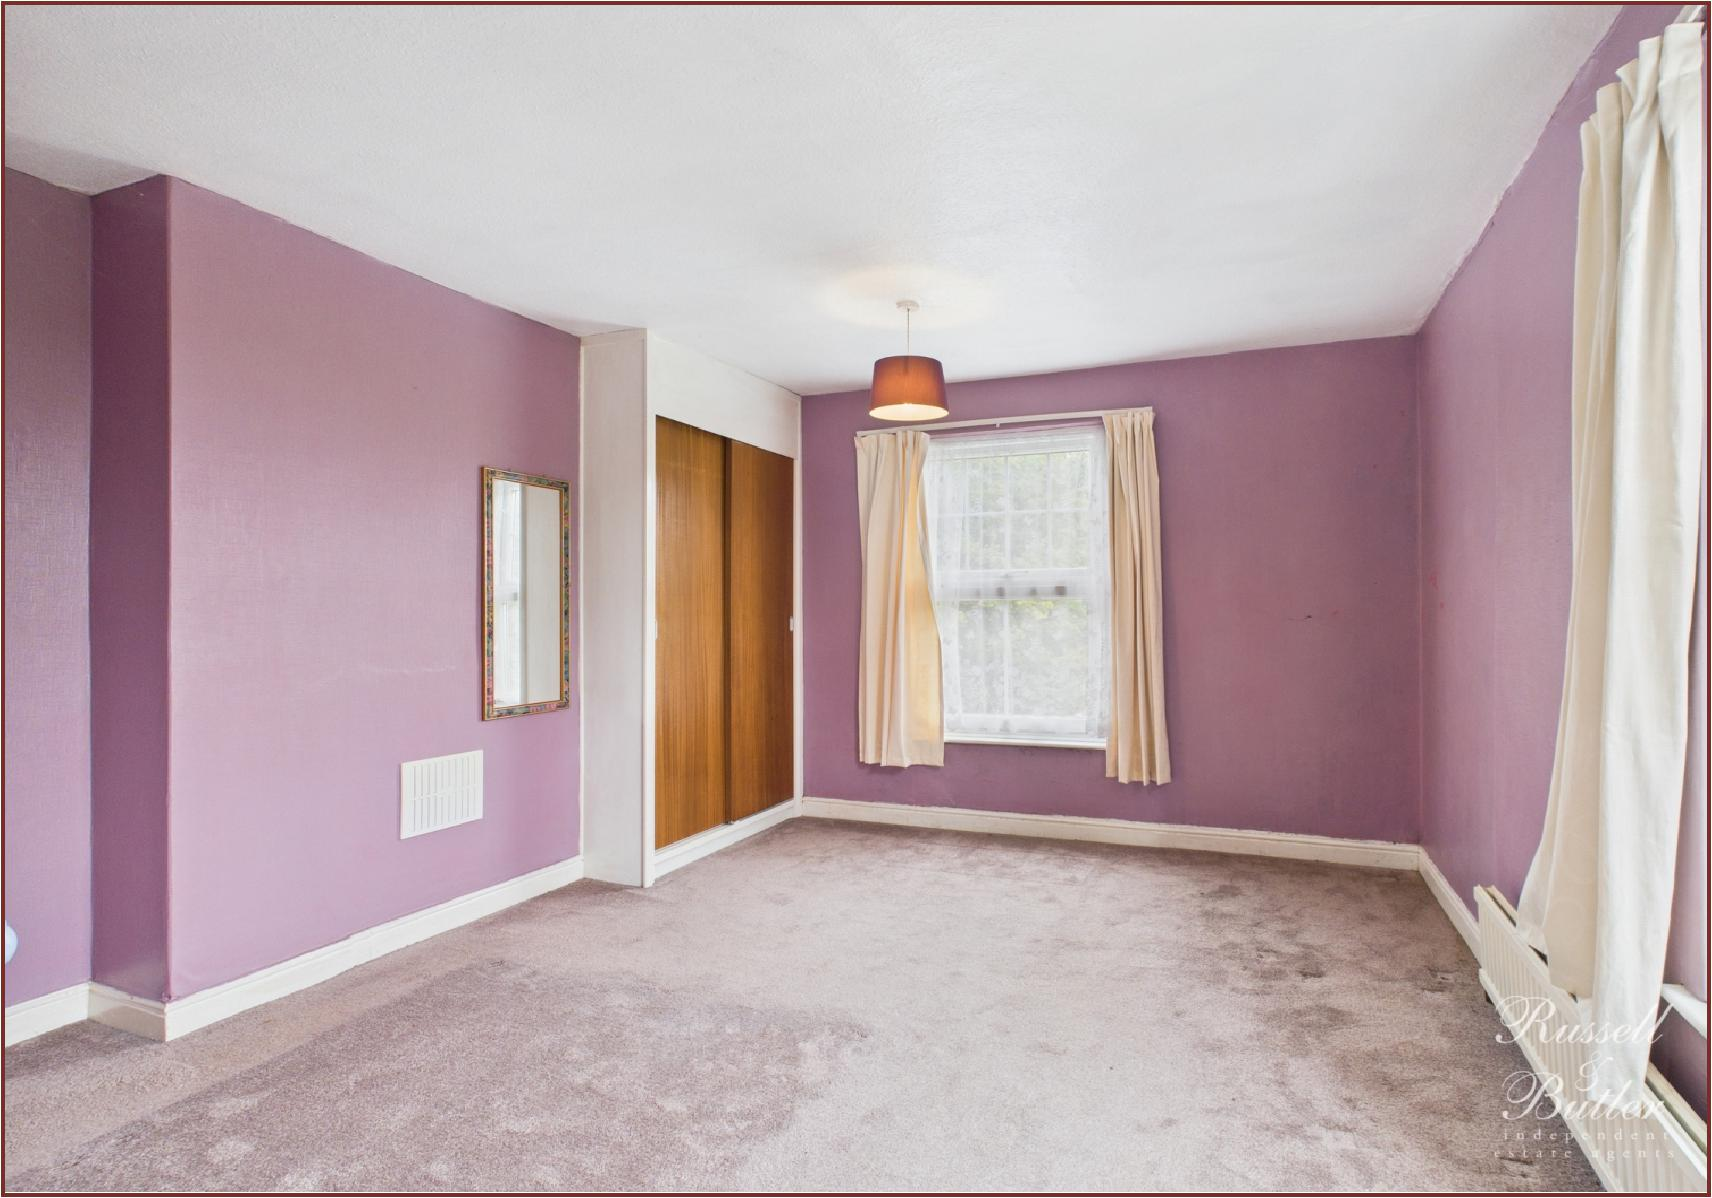 Russell
&
Butler
independent
estate agents